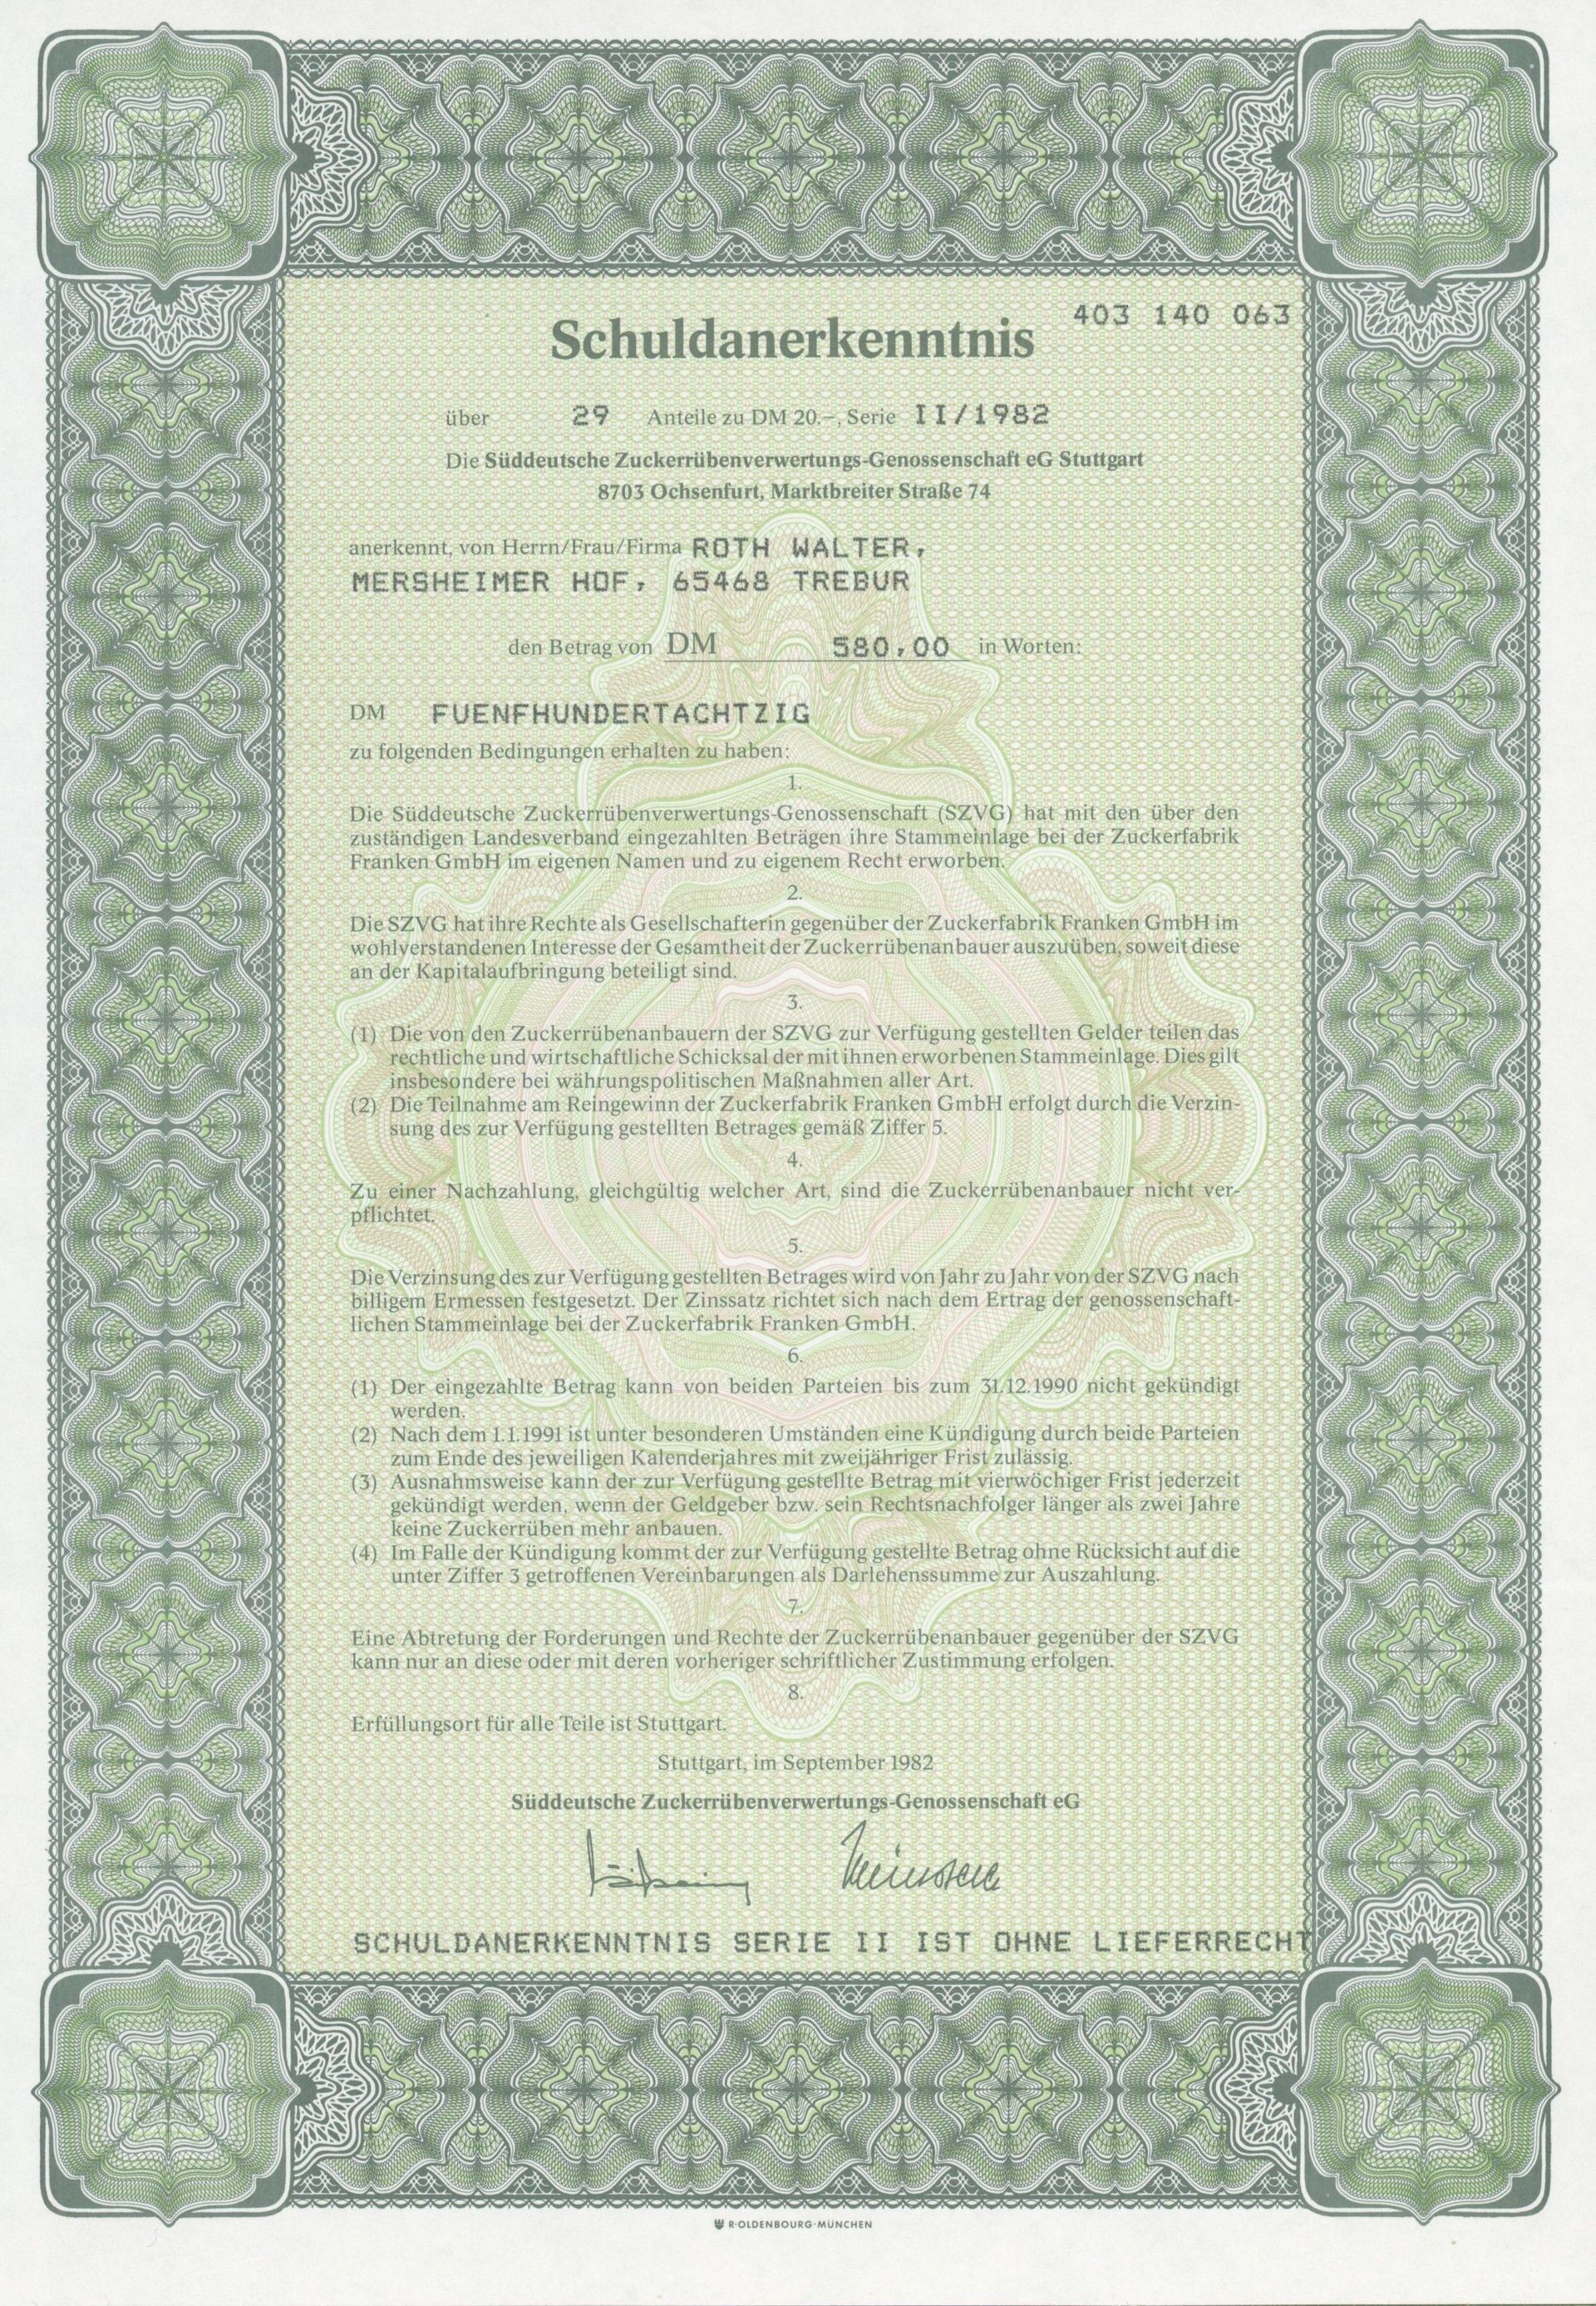 403 140 063
Schuldanerkenntnis
über 29 Anteile zu DM 20.–, Serie II/1982
Die Süddeutsche Zuckerrübenverwertungs-Genossenschaft eG Stuttgart
8703 Ochsenfurt, Marktbreiter Straße 74
anerkennt, von Herrn/Frau/Firma ROTH WALTER,
MERSHEIMER HOF, 65468 TREBUR
den Betrag von DM 580,00 in Worten:
DM FUENFHUNDERTACHTZIG
zu folgenden Bedingungen erhalten zu haben:
1.
Die Süddeutsche Zuckerrübenverwertungs-Genossenschaft (SZVG) hat mit den über den
zuständigen Landesverband eingezahlten Beträgen ihre Stammeinlage bei der Zuckerfabrik
Franken GmbH im eigenen Namen und zu eigenem Recht erworben.
2.
Die SZVG hat ihre Rechte als Gesellschafterin gegenüber der Zuckerfabrik Franken GmbH im
wohlverstandenen Interesse der Gesamtheit der Zuckerrübenanbauer auszuüben, soweit diese
an der Kapitalaufbringung beteiligt sind.
3.
(1) Die von den Zuckerrübenanbauern der SZVG zur Verfügung gestellten Gelder teilen das
rechtliche und wirtschaftliche Schicksal der mit ihnen erworbenen Stammeinlage. Dies gilt
insbesondere bei währungspolitischen Maßnahmen aller Art.
(2) Die Teilnahme am Reingewinn der Zuckerfabrik Franken GmbH erfolgt durch die Verzin-
sung des zur Verfügung gestellten Betrages gemäß Ziffer 5.
4.
Zu einer Nachzahlung, gleichgültig welcher Art, sind die Zuckerrübenanbauer nicht ver-
pflichtet.
5.
Die Verzinsung des zur Verfügung gestellten Betrages wird von Jahr zu Jahr von der SZVG nach
billigem Ermessen festgesetzt. Der Zinssatz richtet sich nach dem Ertrag der genossenschaft-
lichen Stammeinlage bei der Zuckerfabrik Franken GmbH.
6.
(1) Der eingezahlte Betrag kann von beiden Parteien bis zum 31.12.1990 nicht gekündigt
werden.
(2) Nach dem 1.1.1991 ist unter besonderen Umständen eine Kündigung durch beide Parteien
zum Ende des jeweiligen Kalenderjahres mit zweijähriger Frist zulässig.
(3) Ausnahmsweise kann der zur Verfügung gestellte Betrag mit vierwöchiger Frist jederzeit
gekündigt werden, wenn der Geldgeber bzw. sein Rechtsnachfolger länger als zwei Jahre
keine Zuckerrüben mehr anbauen.
(4) Im Falle der Kündigung kommt der zur Verfügung gestellte Betrag ohne Rücksicht auf die
unter Ziffer 3 getroffenen Vereinbarungen als Darlehenssumme zur Auszahlung.
7.
Eine Abtretung der Forderungen und Rechte der Zuckerrübenanbauer gegenüber der SZVG
kann nur an diese oder mit deren vorheriger schriftlicher Zustimmung erfolgen.
8.
Erfüllungsort für alle Teile ist Stuttgart.
Stuttgart, im September 1982
Süddeutsche Zuckerrübenverwertungs-Genossenschaft eG
SCHULDANERKENNTNIS SERIE II IST OHNE LIEFERRECHT
R·OLDENBOURG·MÜNCHEN